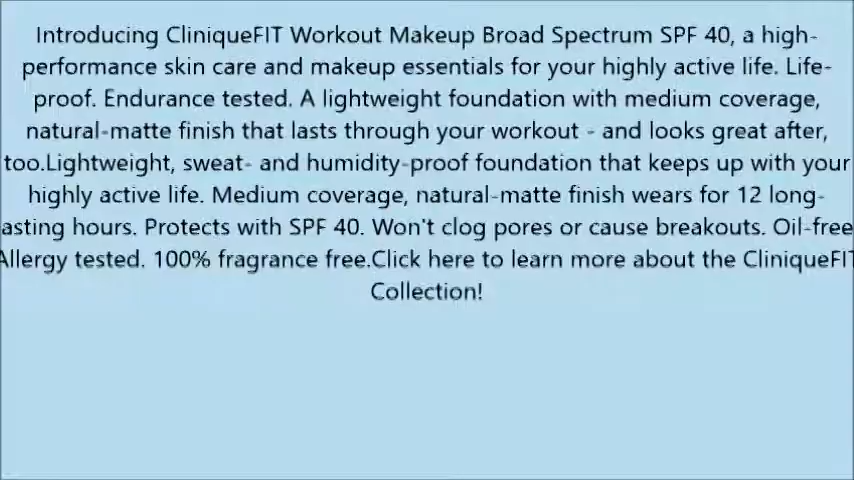 Introducing CliniqueFIT Workout Makeup Broad Spectrum SPF 40, a high-
performance skin care and makeup essentials for your highly active life. Life-
proof. Endurance tested. A lightweight foundation with medium coverage,
natural-matte finish that lasts through your workout - and looks great after,
too.Lightweight, sweat- and humidity-proof foundation that keeps up with your
highly active life. Medium coverage, natural-matte finish wears for 12 long-
asting hours. Protects with SPF 40. Won't clog pores or cause breakouts. Oil-free
Allergy tested. 100% fragrance free.Click here to learn more about the CliniqueFIT
Collection!